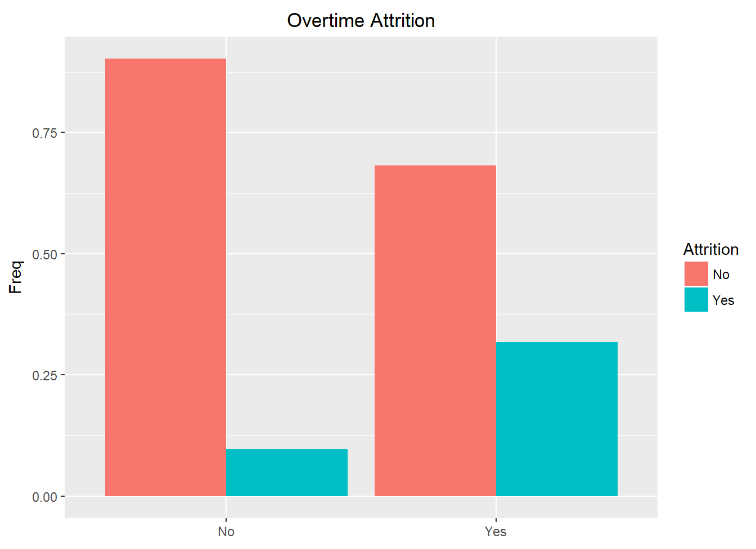 Overtime Attrition
Freq
0.75
0.50
0.25
0.00
No
Yes
Attrition
No
Yes